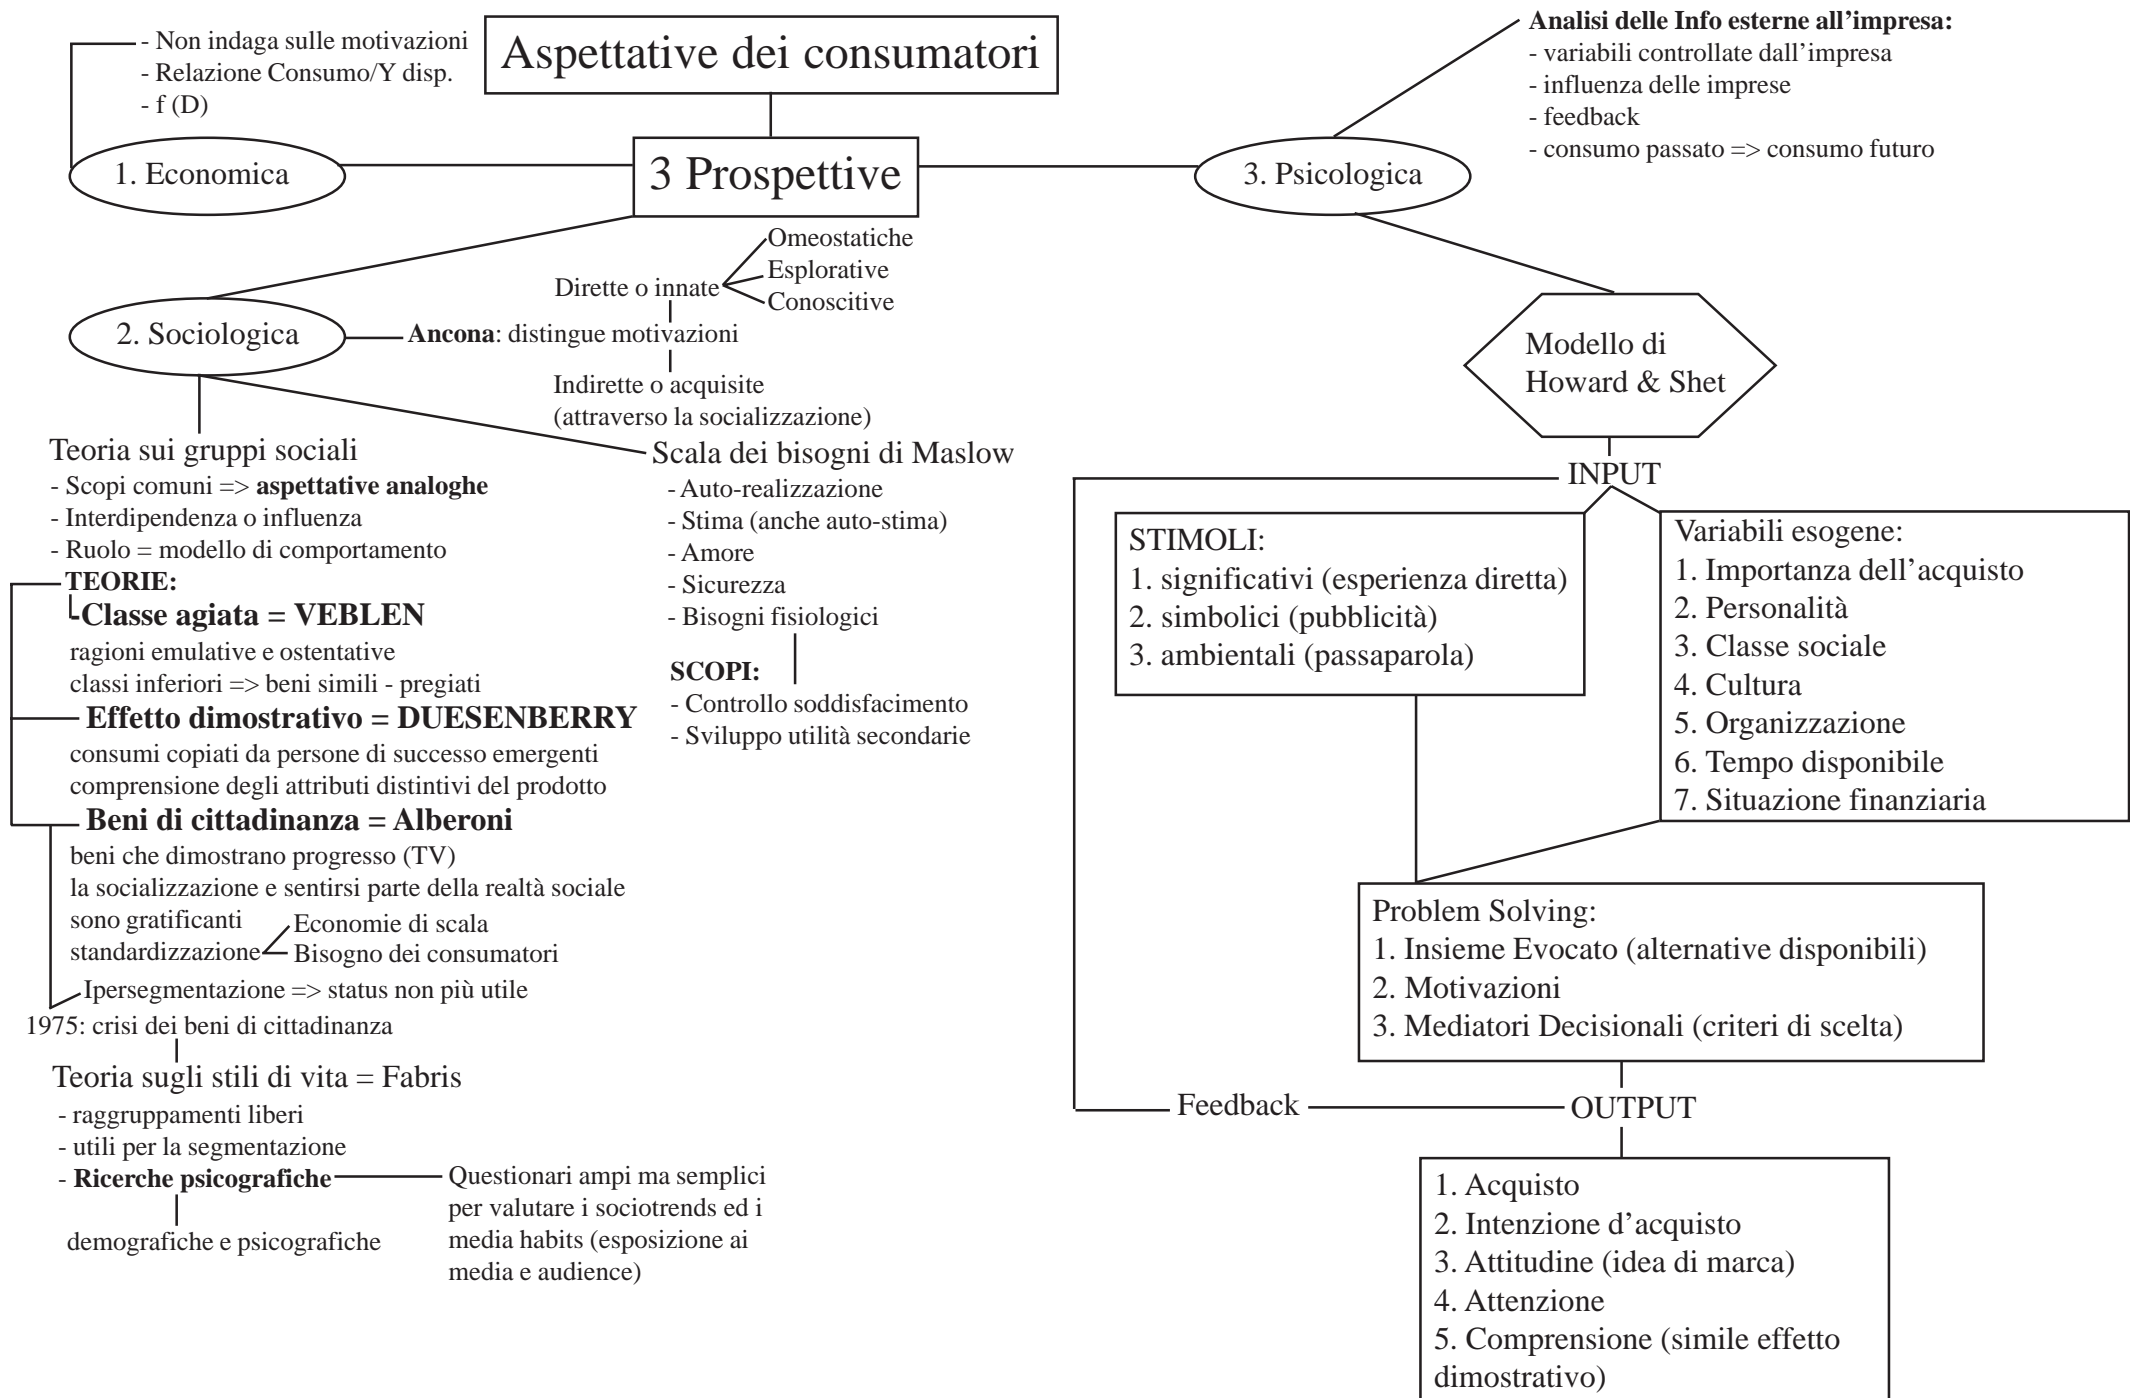 Aspettative dei consumatori
3 Prospettive
- Non indaga sulle motivazioni
- Relazione Consumo/Y disp.
- f (D)
1. Economica
2. Sociologica
Ancona: distingue motivazioni
Dirette o innate
Omeostatiche
Esplorative
Conoscitive
Indirette o acquisite
(attraverso la socializzazione)
Teoria sui gruppi sociali
- Scopi comuni => aspettative analoghe
- Interdipendenza o influenza
- Ruolo = modello di comportamento
TEORIE:
Classe agiata = VEBLEN
ragioni emulative e ostentative
classi inferiori => beni simili - pregiati
Effetto dimostrativo = DUESENBERRY
consumi copiati da persone di successo emergenti
comprensione degli attributi distintivi del prodotto
Beni di cittadinanza = Alberoni
beni che dimostrano progresso (TV)
la socializzazione e sentirsi parte della realtà sociale
sono gratificanti
standardizzazione
Economie di scala
Bisogno dei consumatori
Ipersegmentazione => status non più utile
1975: crisi dei beni di cittadinanza
Teoria sugli stili di vita = Fabris
- raggruppamenti liberi
- utili per la segmentazione
- Ricerche psicografiche
demografiche e psicografiche
Questionari ampi ma semplici
per valutare i sociotrends ed i
media habits (esposizione ai
media e audience)
Scala dei bisogni di Maslow
- Auto-realizzazione
- Stima (anche auto-stima)
- Amore
- Sicurezza
- Bisogni fisiologici
SCOPI:
- Controllo soddisfacimento
- Sviluppo utilità secondarie
3. Psicologica
Analisi delle Info esterne all'impresa:
- variabili controllate dall'impresa
- influenza delle imprese
- feedback
- consumo passato => consumo futuro
Modello di
Howard & Shet
INPUT
STIMOLI:
1. significativi (esperienza diretta)
2. simbolici (pubblicità)
3. ambientali (passaparola)
Variabili esogene:
1. Importanza dell'acquisto
2. Personalità
3. Classe sociale
4. Cultura
5. Organizzazione
6. Tempo disponibile
7. Situazione finanziaria
Problem Solving:
1. Insieme Evocato (alternative disponibili)
2. Motivazioni
3. Mediatori Decisionali (criteri di scelta)
Feedback
OUTPUT
1. Acquisto
2. Intenzione d'acquisto
3. Attitudine (idea di marca)
4. Attenzione
5. Comprensione (simile effetto
dimostrativo)